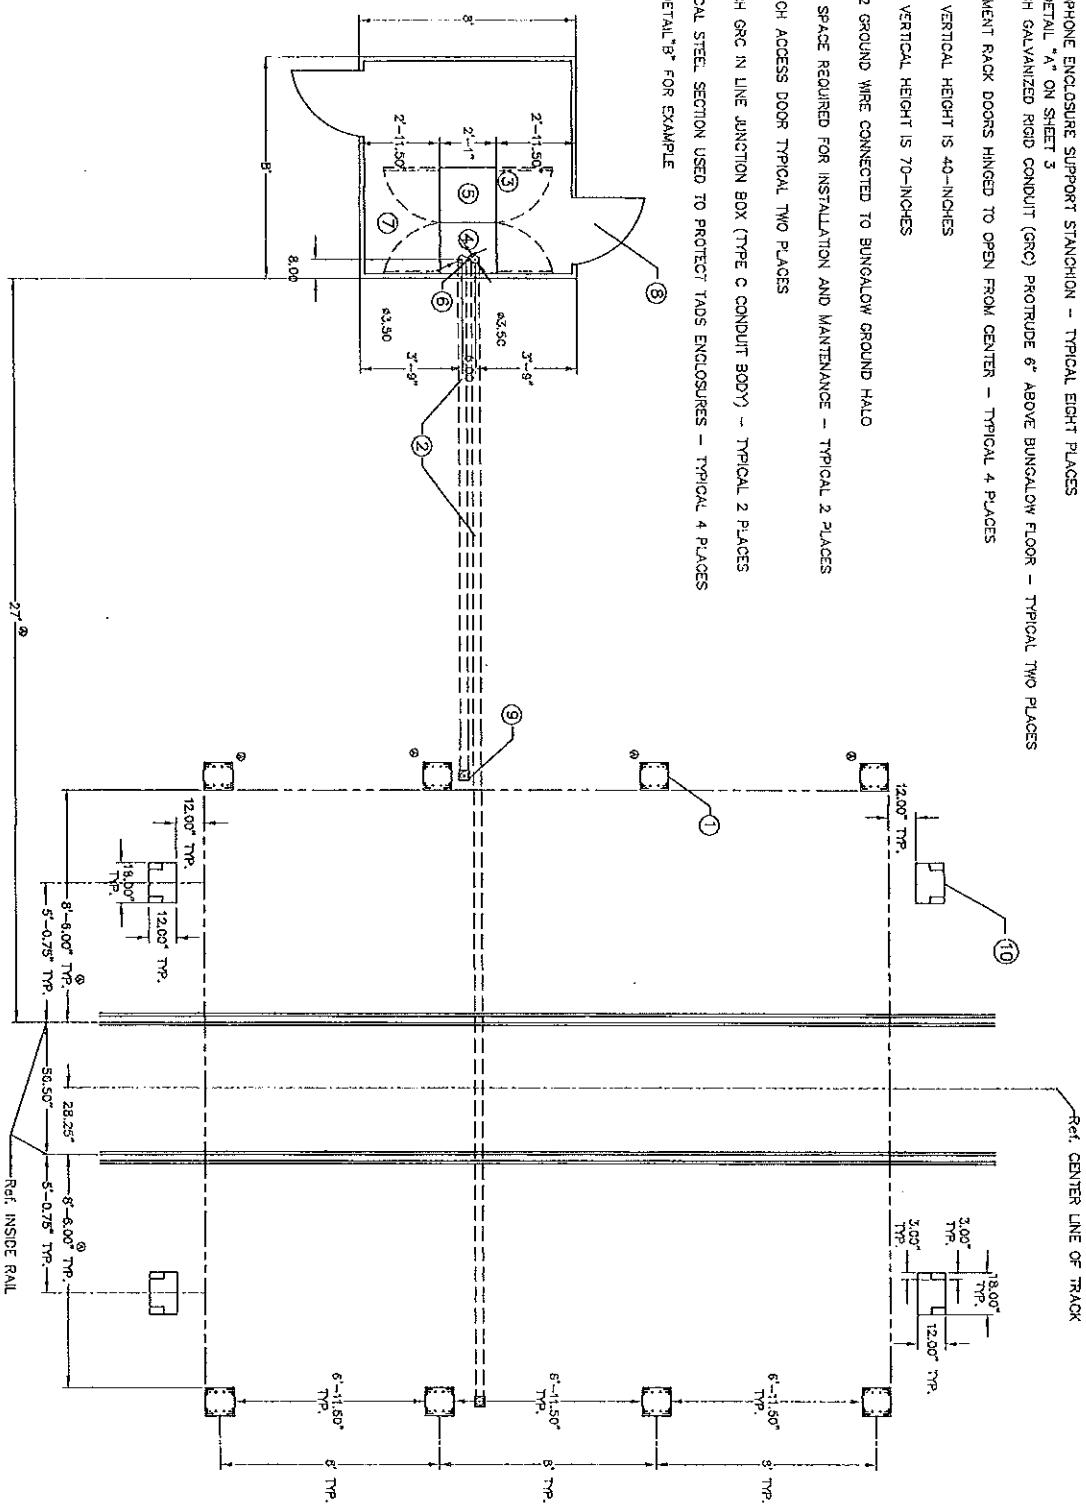 PHONE ENCLOSURE SUPPORT STANCHION - TYPICAL EIGHT PLACES
DETAIL "A" ON SHEET 3
H GALVANIZED RIGID CONDUIT (GRC) PROTRUDE 6" ABOVE BUNGALOW FLOOR - TYPICAL TWO PLACES
MENT RACK DOORS HINGED TO OPEN FROM CENTER - TYPICAL 4 PLACES
VERTICAL HEIGHT IS 40-INCHES
VERTICAL HEIGHT IS 70-INCHES
2 GROUND WIRE CONNECTED TO BUNGALOW GROUND HALO
SPACE REQUIRED FOR INSTALLATION AND MANTENANCE - TYPICAL 2 PLACES
CH ACCESS DOOR TYPICAL TWO PLACES
H GRC IN LINE JUNCTION BOX (TYPE C CONDUIT BODY) - TYPICAL 2 PLACES
CAL STEEL SECTION USED TO PROTECT TADS ENCLOSURES - TYPICAL 4 PLACES
DETAIL "B" FOR EXAMPLE
8'
8'
2'-11.50"
2'-1"
2'-11.50"
3
5
4
7
6
8
8.00
ø3.50
ø3.50
3'-9"
6.00
3'-9"
2
27'
9
1
10
12.00" TYP.
12.00" TYP.
18.00" TYP.
12.00" TYP.
8'-6.00" TYP.
5'-0.75" TYP.
56.50"
28.25"
8'-6.00" TYP.
5'-0.75" TYP.
Ref. INSIDE RAIL
Ref. CENTER LINE OF TRACK
3.00" TYP.
3.00" TYP.
18.00" TYP.
12.00" TYP.
6'-11.50" TYP.
6'-11.50" TYP.
6'-11.50" TYP.
8' TYP.
8' TYP.
8' TYP.